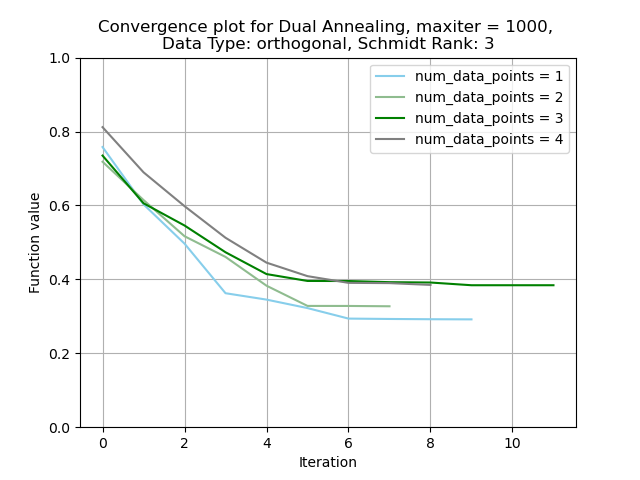 Convergence plot for Dual Annealing, maxiter = 1000,
Data Type: orthogonal, Schmidt Rank: 3
num_data_points = 1
num_data_points = 2
num_data_points = 3
num_data_points = 4
Function value
1.0
0.8
0.6
0.4
0.2
0.0
0 2 4 6 8 10
Iteration